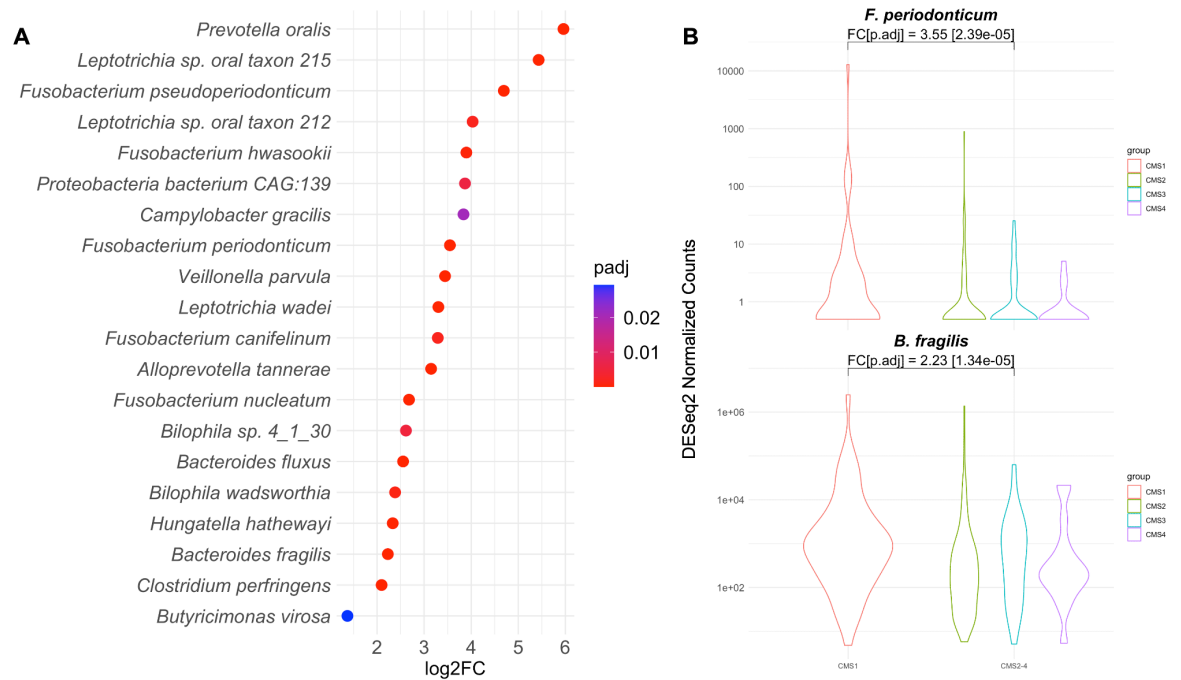 A
Prevotella oralis
Leptotrichia sp. oral taxon 215
Fusobacterium pseudoperiodonticum
Leptotrichia sp. oral taxon 212
Fusobacterium hwasookii
Proteobacteria bacterium CAG:139
Campylobacter gracilis
Fusobacterium periodonticum
Veillonella parvula
Leptotrichia wadei
Fusobacterium canifelinum
Alloprevotella tannerae
Fusobacterium nucleatum
Bilophila sp. 4_1_30
Bacteroides fluxus
Bilophila wadsworthia
Hungatella hathewayi
Bacteroides fragilis
Clostridium perfringens
Butyricimonas virosa
2 3 4 5 6
log2FC
padj
0.02
0.01
B
DESeq2 Normalized Counts
F. periodonticum
FC[p.adj] = 3.55 [2.39e-05]
10000
1000
100
10
1
group
CMS1
CMS2
CMS3
CMS4
B. fragilis
FC[p.adj] = 2.23 [1.34e-05]
1e+06
1e+04
1e+02
group
CMS1
CMS2
CMS3
CMS4
CMS1 CMS2-4